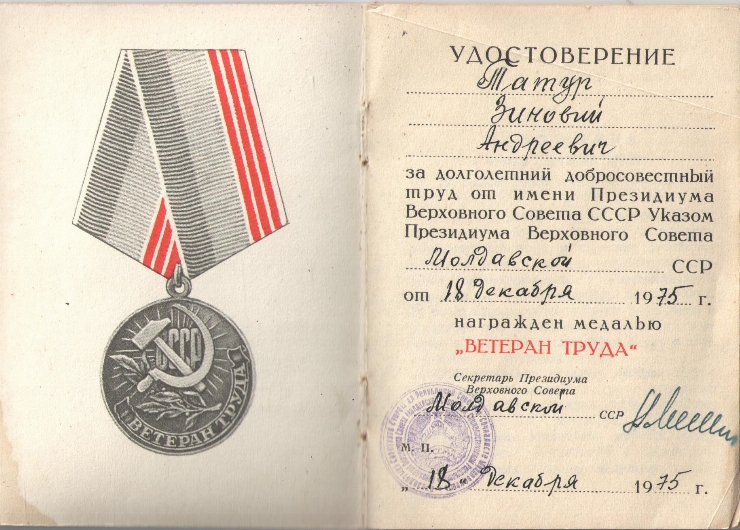 СССР
ВЕТЕРАН ТРУДА
УДОСТОВЕРЕНИЕ
Татур
Зиновий
Андреевич
за долголетний добросовестный
труд от имени Президиума
Верховного Совета СССР Указом
Президиума Верховного Совета
Молдавской ССР
от 18 декабря 1975 г.
награжден медалью
„ВЕТЕРАН ТРУДА“
Секретарь Президиума
Верховного Совета
Молдавской ССР
М. П.
„18“ декабря 1975 г.